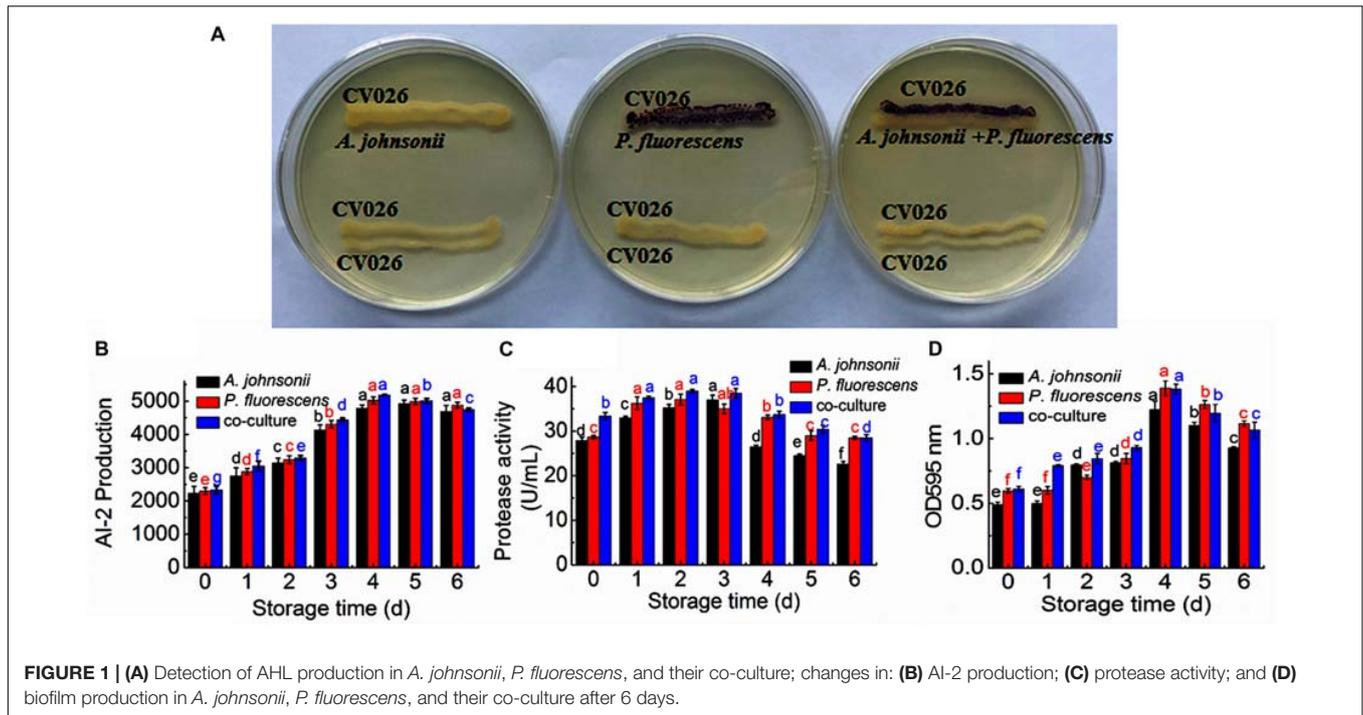 A
CV026
A. johnsonii
CV026
CV026
CV026
P. fluorescens
CV026
CV026
CV026
A. johnsonii +P. fluorescens
CV026
CV026
B
AI-2 Production
5000
4000
3000
2000
1000
0
A. johnsonii
P. fluorescens
co-culture
e e g
d d f
c c e
b b d
a a a
a a b
a a c
0 1 2 3 4 5 6
Storage time (d)
C
Protease activity
(U/mL)
40
30
20
10
0
A. johnsonii
P. fluorescens
co-culture
d c b
c a a
b a a
a ab a
d b b
e c c
f c d
0 1 2 3 4 5 6
Storage time (d)
D
OD595 nm
1.5
1.0
0.5
0.0
A. johnsonii
P. fluorescens
co-culture
e f f
e f e
d e e
d d d
a a a
b b b
c c c
0 1 2 3 4 5 6
Storage time (d)
FIGURE 1 | (A) Detection of AHL production in A. johnsonii, P. fluorescens, and their co-culture; changes in: (B) AI-2 production; (C) protease activity; and (D)
biofilm production in A. johnsonii, P. fluorescens, and their co-culture after 6 days.